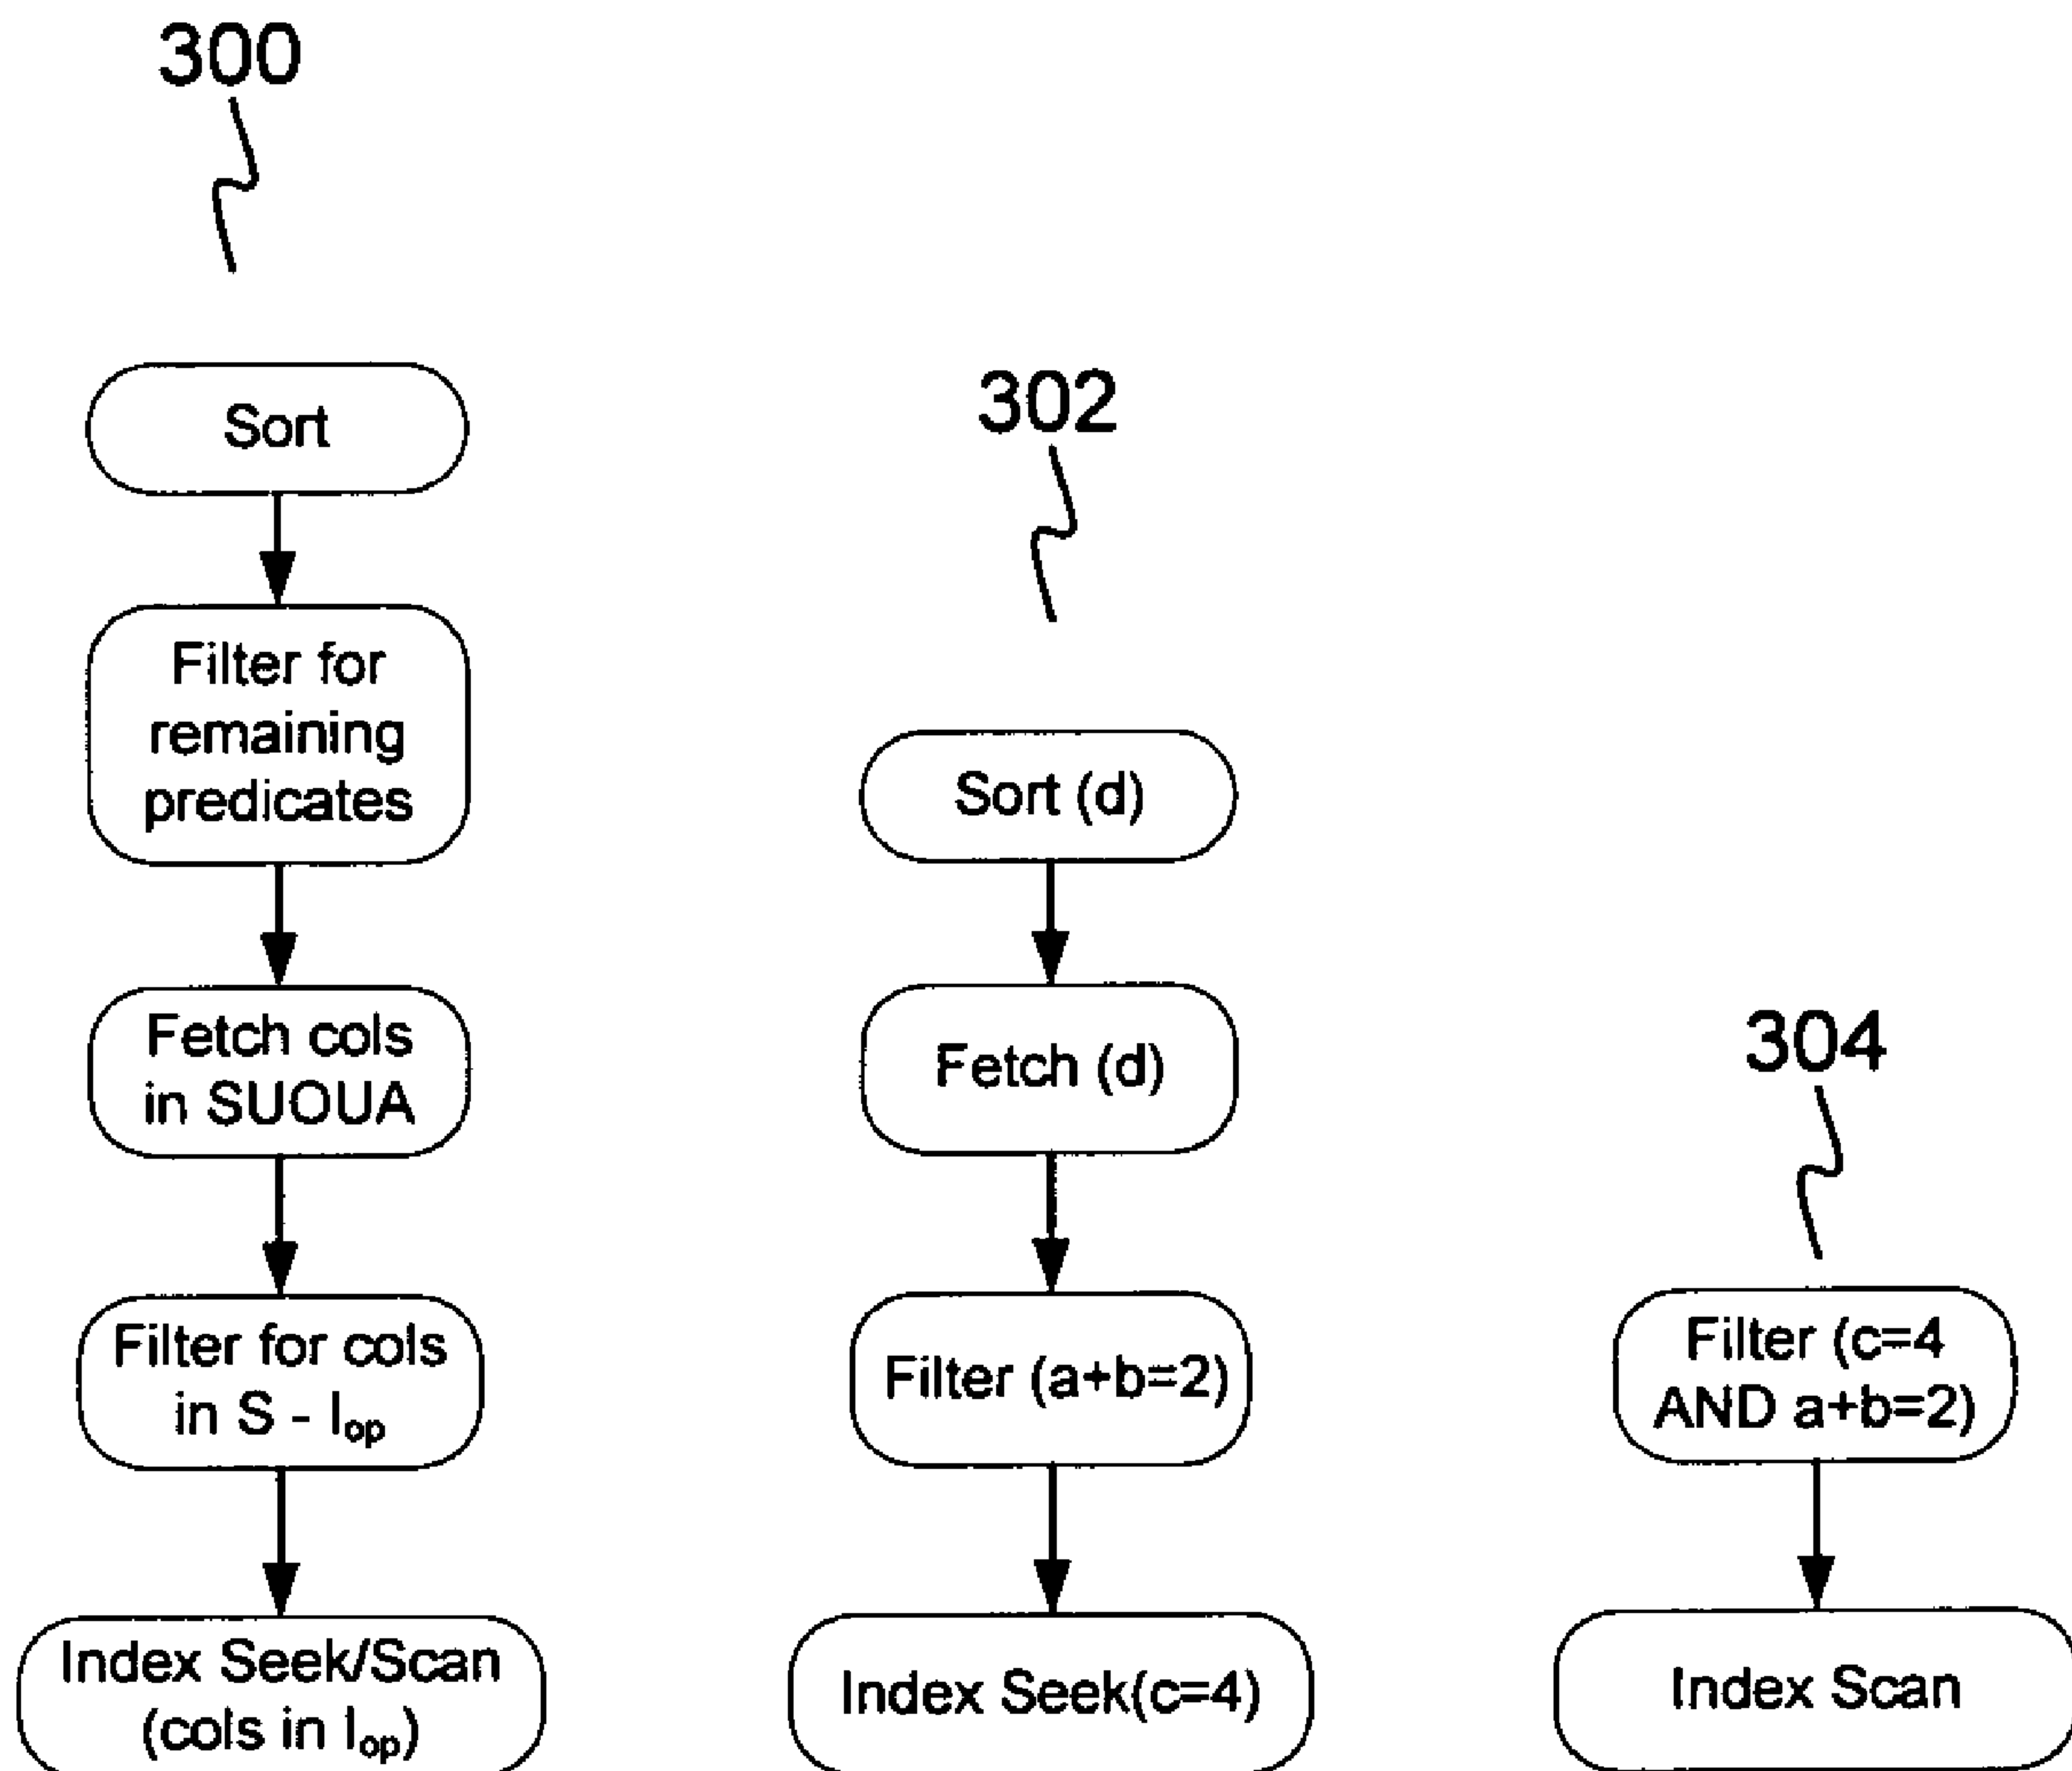 300
Sort
Filter for
remaining
predicates
Fetch cols
in SUOUA
Filter for cols
in S - Iop
Index Seek/Scan
(cols in Iop)
302
Sort (d)
Fetch (d)
Filter (a+b=2)
Index Seek(c=4)
304
Filter (c=4
AND a+b=2)
Index Scan